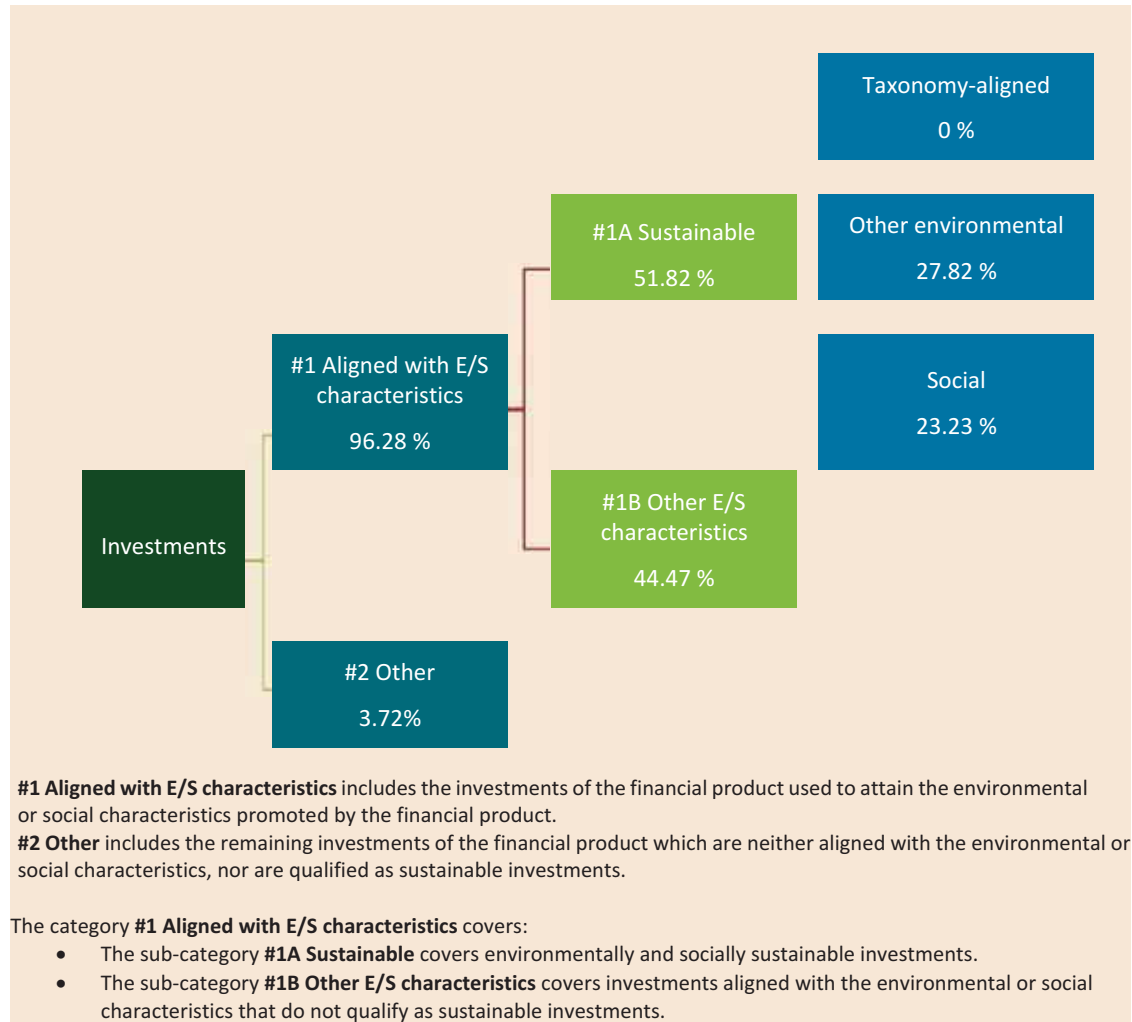 Taxonomy-aligned
0 %
#1A Sustainable
51.82 %
Other environmental
27.82 %
#1 Aligned with E/S
characteristics
96.28 %
Social
23.23 %
Investments
#1B Other E/S
characteristics
44.47 %
#2 Other
3.72%
#1 Aligned with E/S characteristics includes the investments of the financial product used to attain the environmental
or social characteristics promoted by the financial product.
#2 Other includes the remaining investments of the financial product which are neither aligned with the environmental or
social characteristics, nor are qualified as sustainable investments.
The category #1 Aligned with E/S characteristics covers:
• The sub-category #1A Sustainable covers environmentally and socially sustainable investments.
• The sub-category #1B Other E/S characteristics covers investments aligned with the environmental or social
characteristics that do not qualify as sustainable investments.